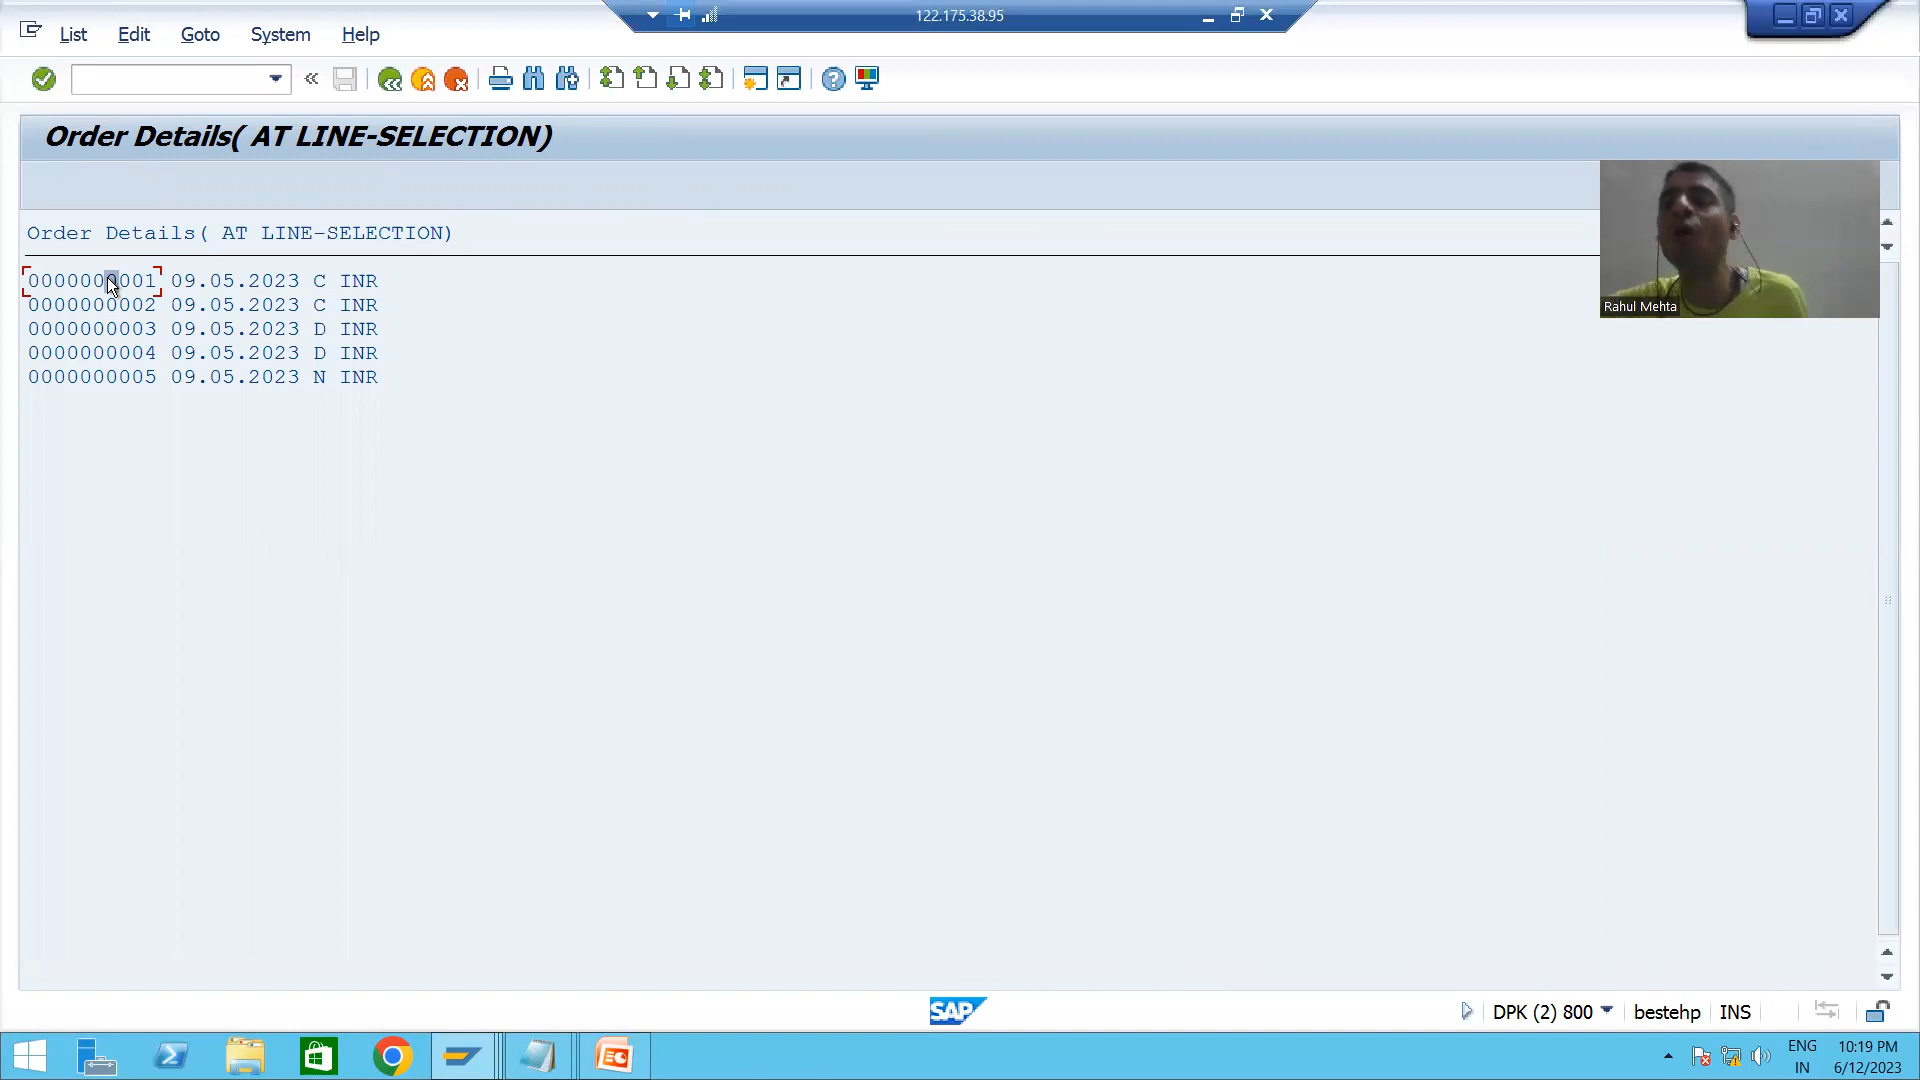 122.175.38.95
List Edit Goto System Help
Order Details( AT LINE-SELECTION)
Order Details( AT LINE-SELECTION)
0000000001 09.05.2023 C INR
0000000002 09.05.2023 C INR
0000000003 09.05.2023 D INR
0000000004 09.05.2023 D INR
0000000005 09.05.2023 N INR
Rahul Mehta
SAP
DPK (2) 800 bestehp INS
ENG 10:19 PM
IN 6/12/2023